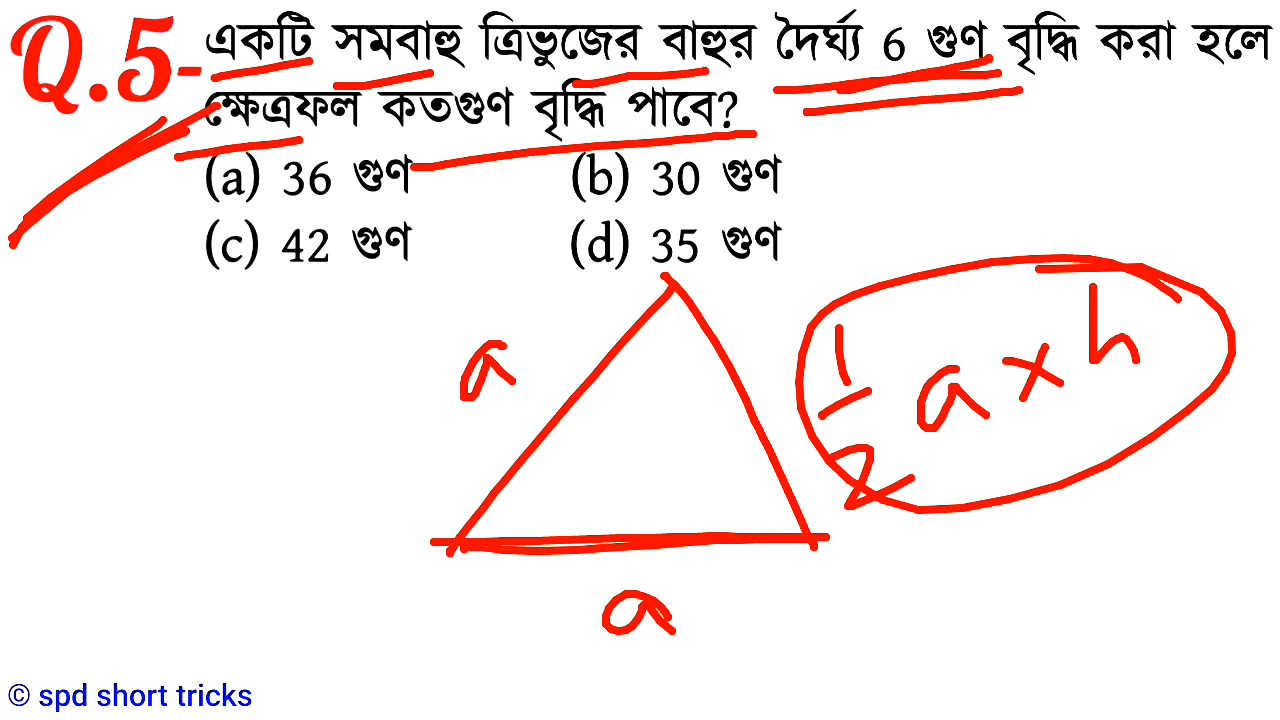 Q.5- একটি সমবাহু ত্রিভুজের বাহুর দৈর্ঘ্য 6 গুণ বৃদ্ধি করা হলে
ক্ষেত্রফল কতগুণ বৃদ্ধি পাবে?
(a) 36 গুণ (b) 30 গুণ
(c) 42 গুণ (d) 35 গুণ
a
1/2 a × h
a
© spd short tricks